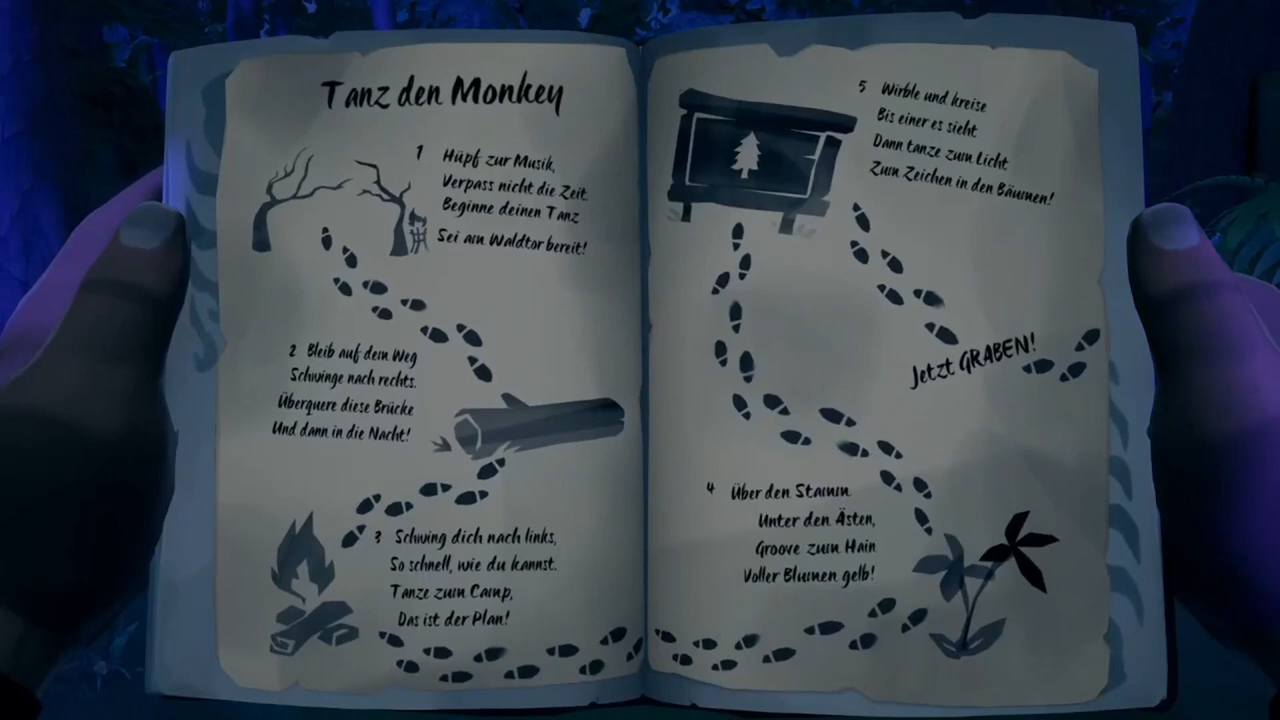 Tanz den Monkey
1 Hüpf zur Musik,
Verpass nicht die Zeit.
Beginne deinen Tanz
Sei am Waldtor bereit!
2 Bleib auf dem Weg
Schwinge nach rechts.
Überquere diese Brücke
Und dann in die Nacht!
3 Schwing dich nach links,
So schnell, wie du kannst.
Tanze zum Camp,
Das ist der Plan!
4 Über den Stamm
Unter den Ästen,
Groove zum Hain
Voller Blumen gelb!
5 Wirble und kreise
Bis einer es sieht
Dann tanze zum Licht
Zum Zeichen in den Bäumen!
Jetzt GRABEN!